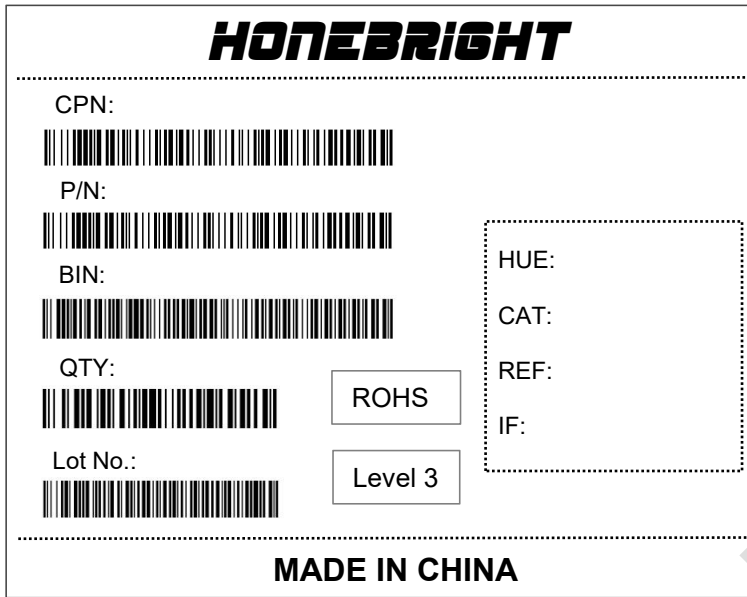 HONEBRIGHT
CPN:
P/N:
BIN:
QTY:
Lot No.:
ROHS
Level 3
HUE:
CAT:
REF:
IF:
MADE IN CHINA